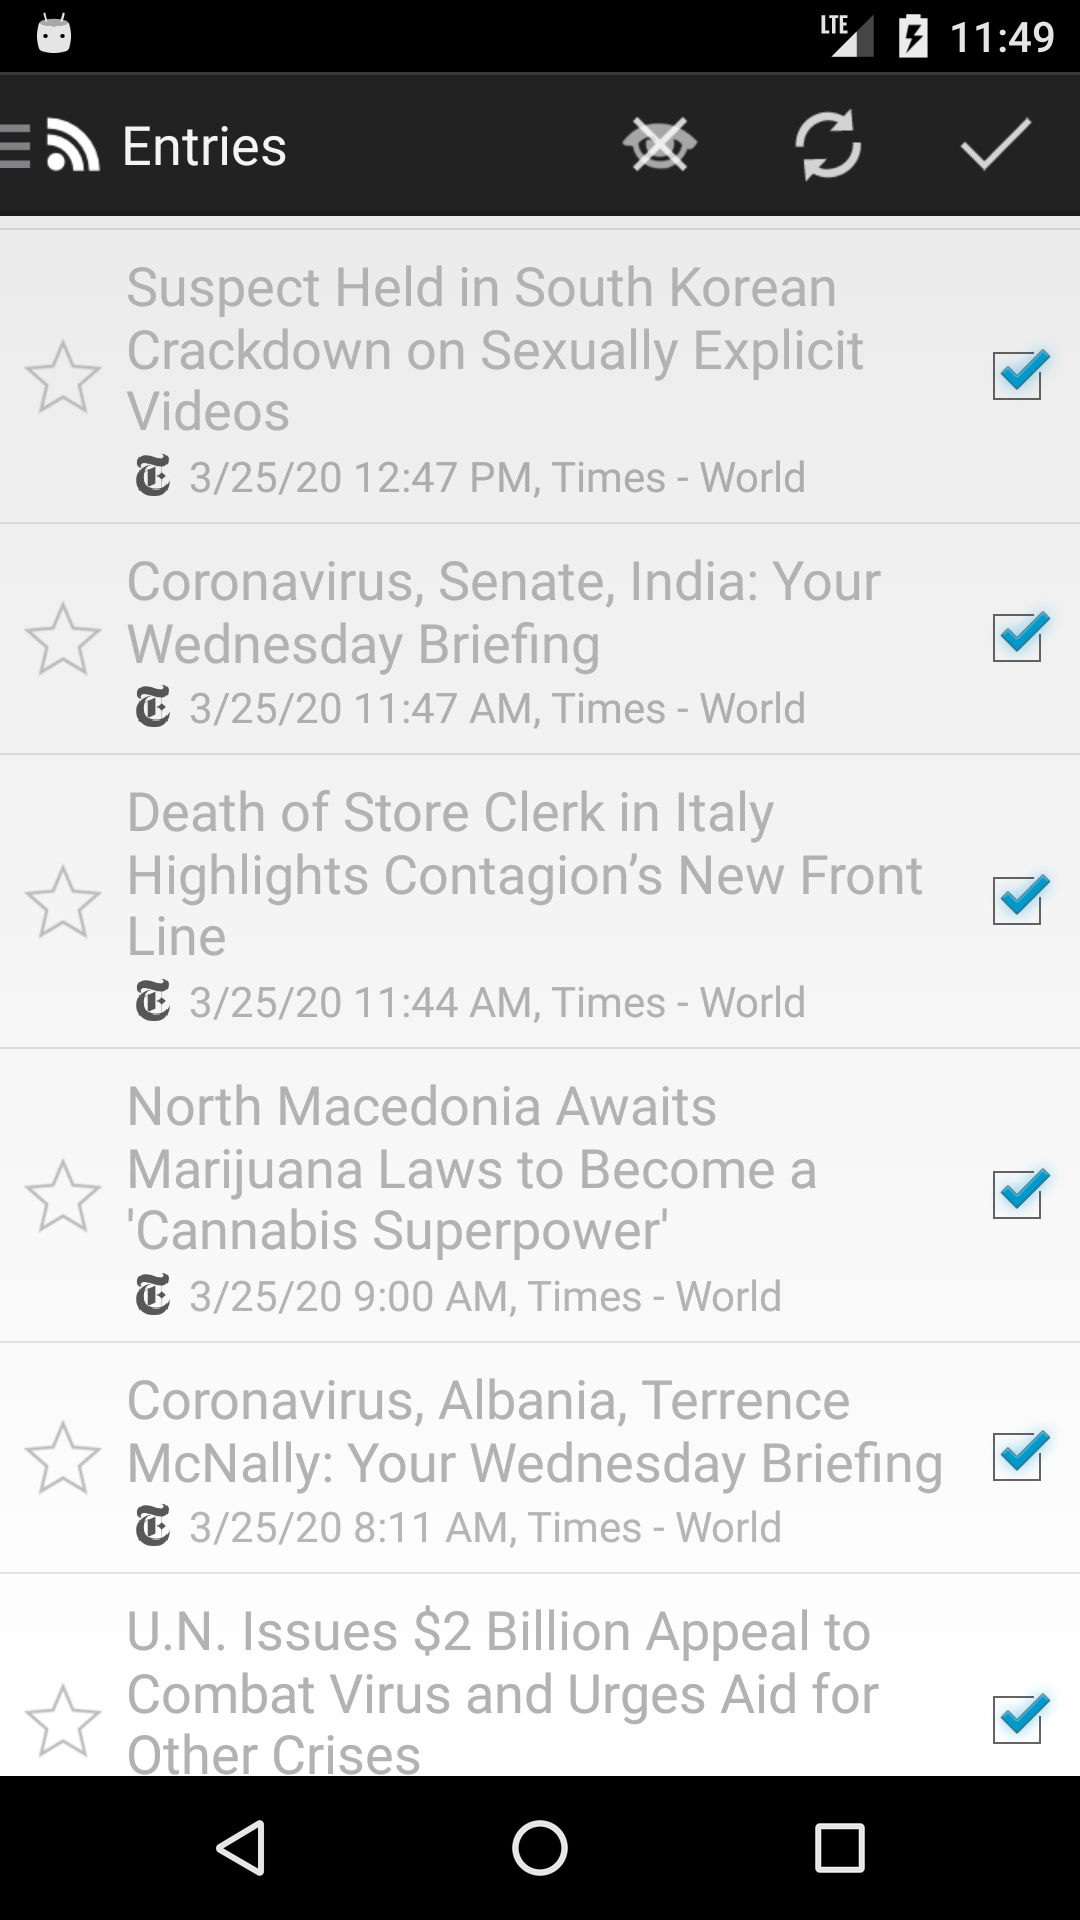 LTE 11:49
Entries
Suspect Held in South Korean
Crackdown on Sexually Explicit
Videos
3/25/20 12:47 PM, Times - World
Coronavirus, Senate, India: Your
Wednesday Briefing
3/25/20 11:47 AM, Times - World
Death of Store Clerk in Italy
Highlights Contagion’s New Front
Line
3/25/20 11:44 AM, Times - World
North Macedonia Awaits
Marijuana Laws to Become a
'Cannabis Superpower'
3/25/20 9:00 AM, Times - World
Coronavirus, Albania, Terrence
McNally: Your Wednesday Briefing
3/25/20 8:11 AM, Times - World
U.N. Issues $2 Billion Appeal to
Combat Virus and Urges Aid for
Other Crises